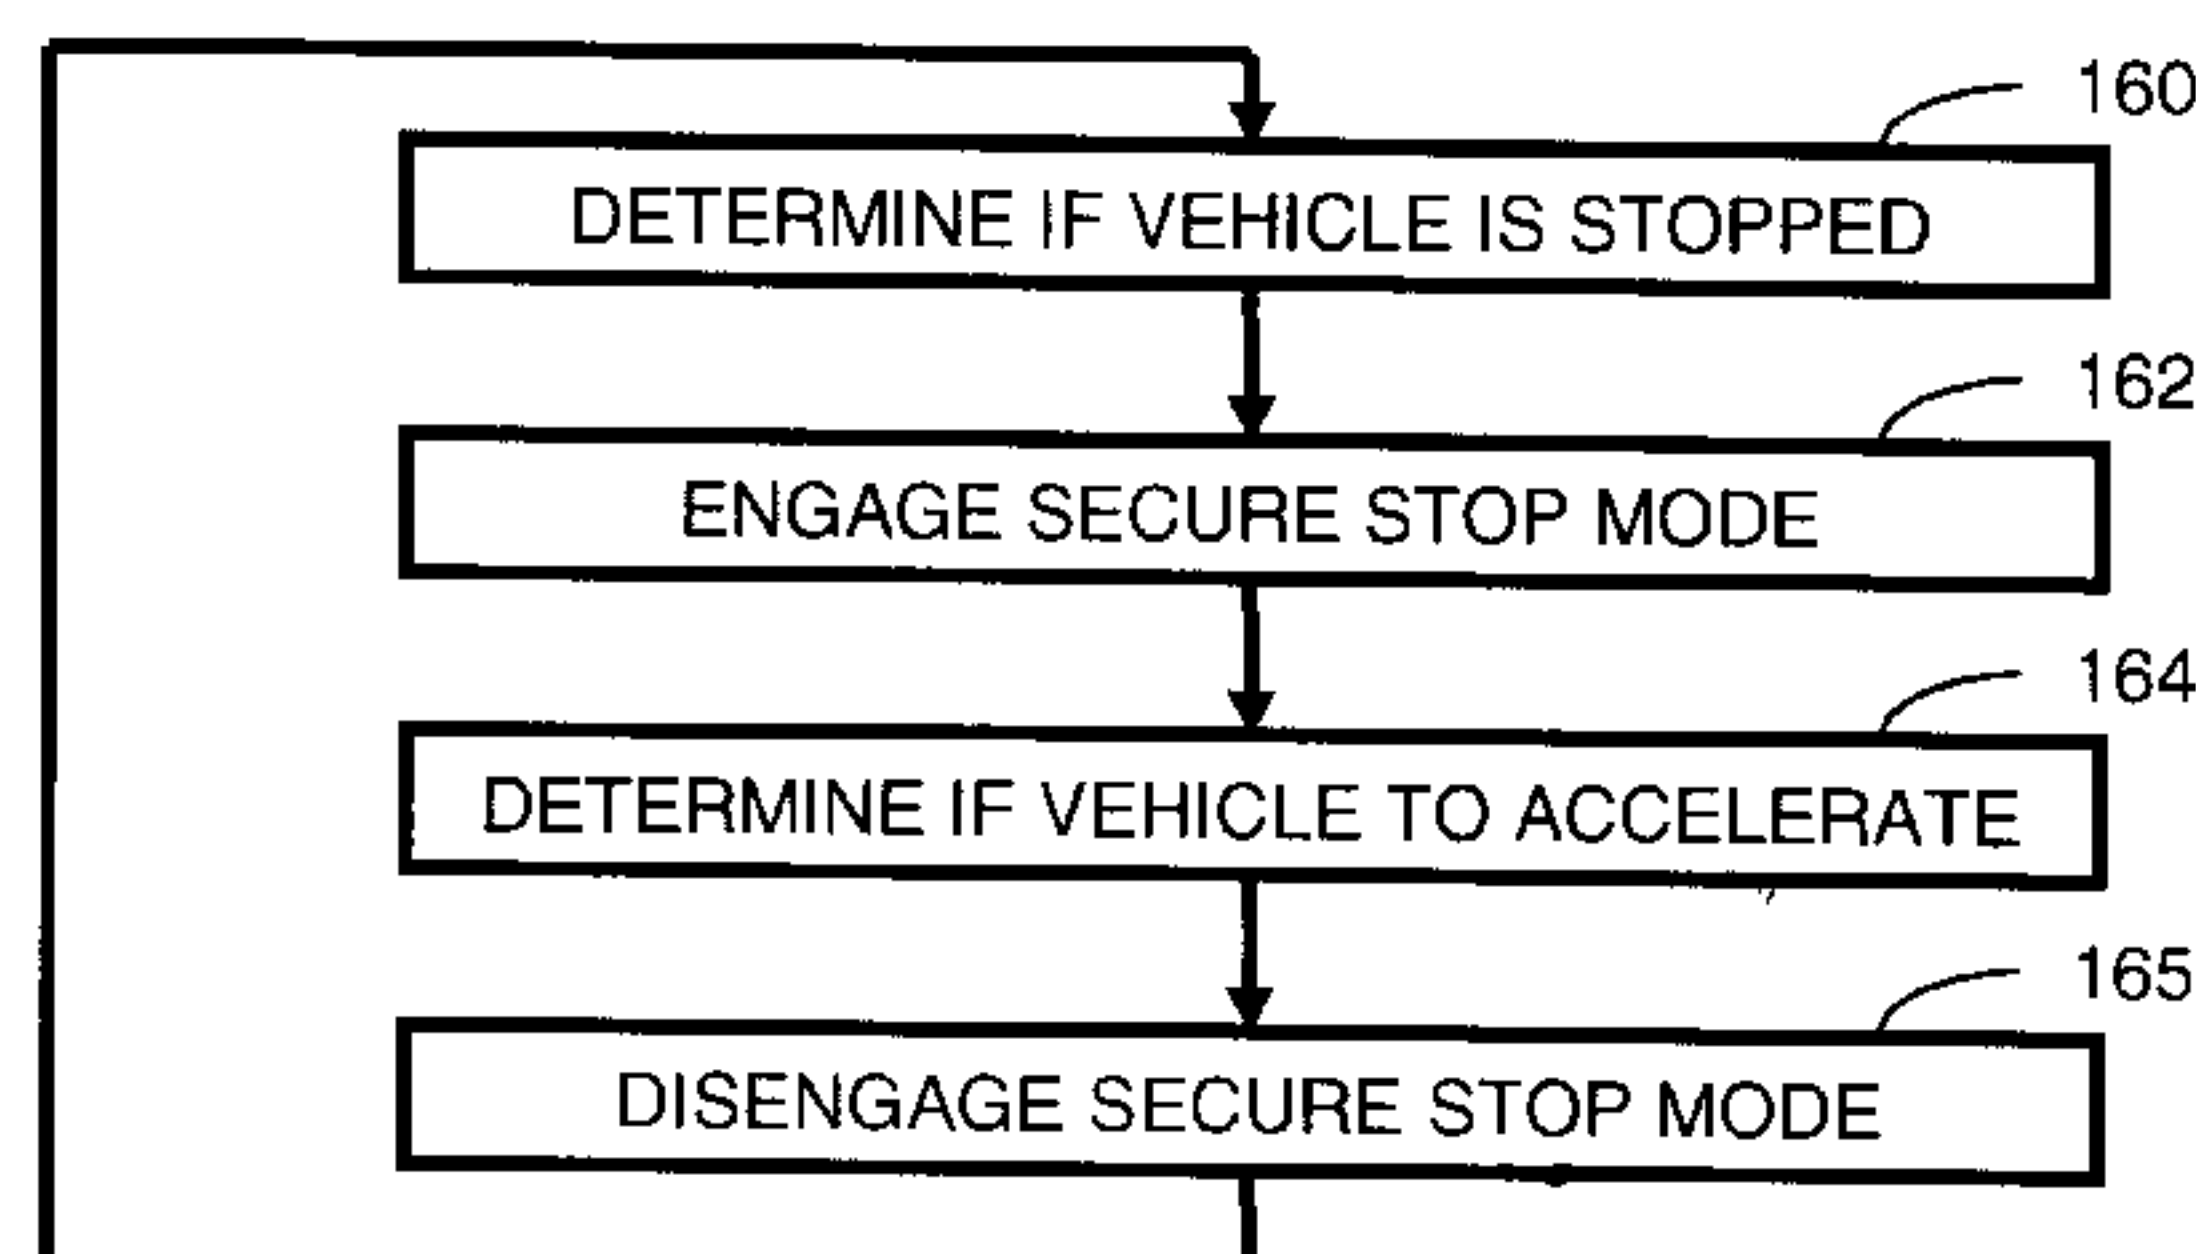 160
DETERMINE IF VEHICLE IS STOPPED
162
ENGAGE SECURE STOP MODE
164
DETERMINE IF VEHICLE TO ACCELERATE
165
DISENGAGE SECURE STOP MODE